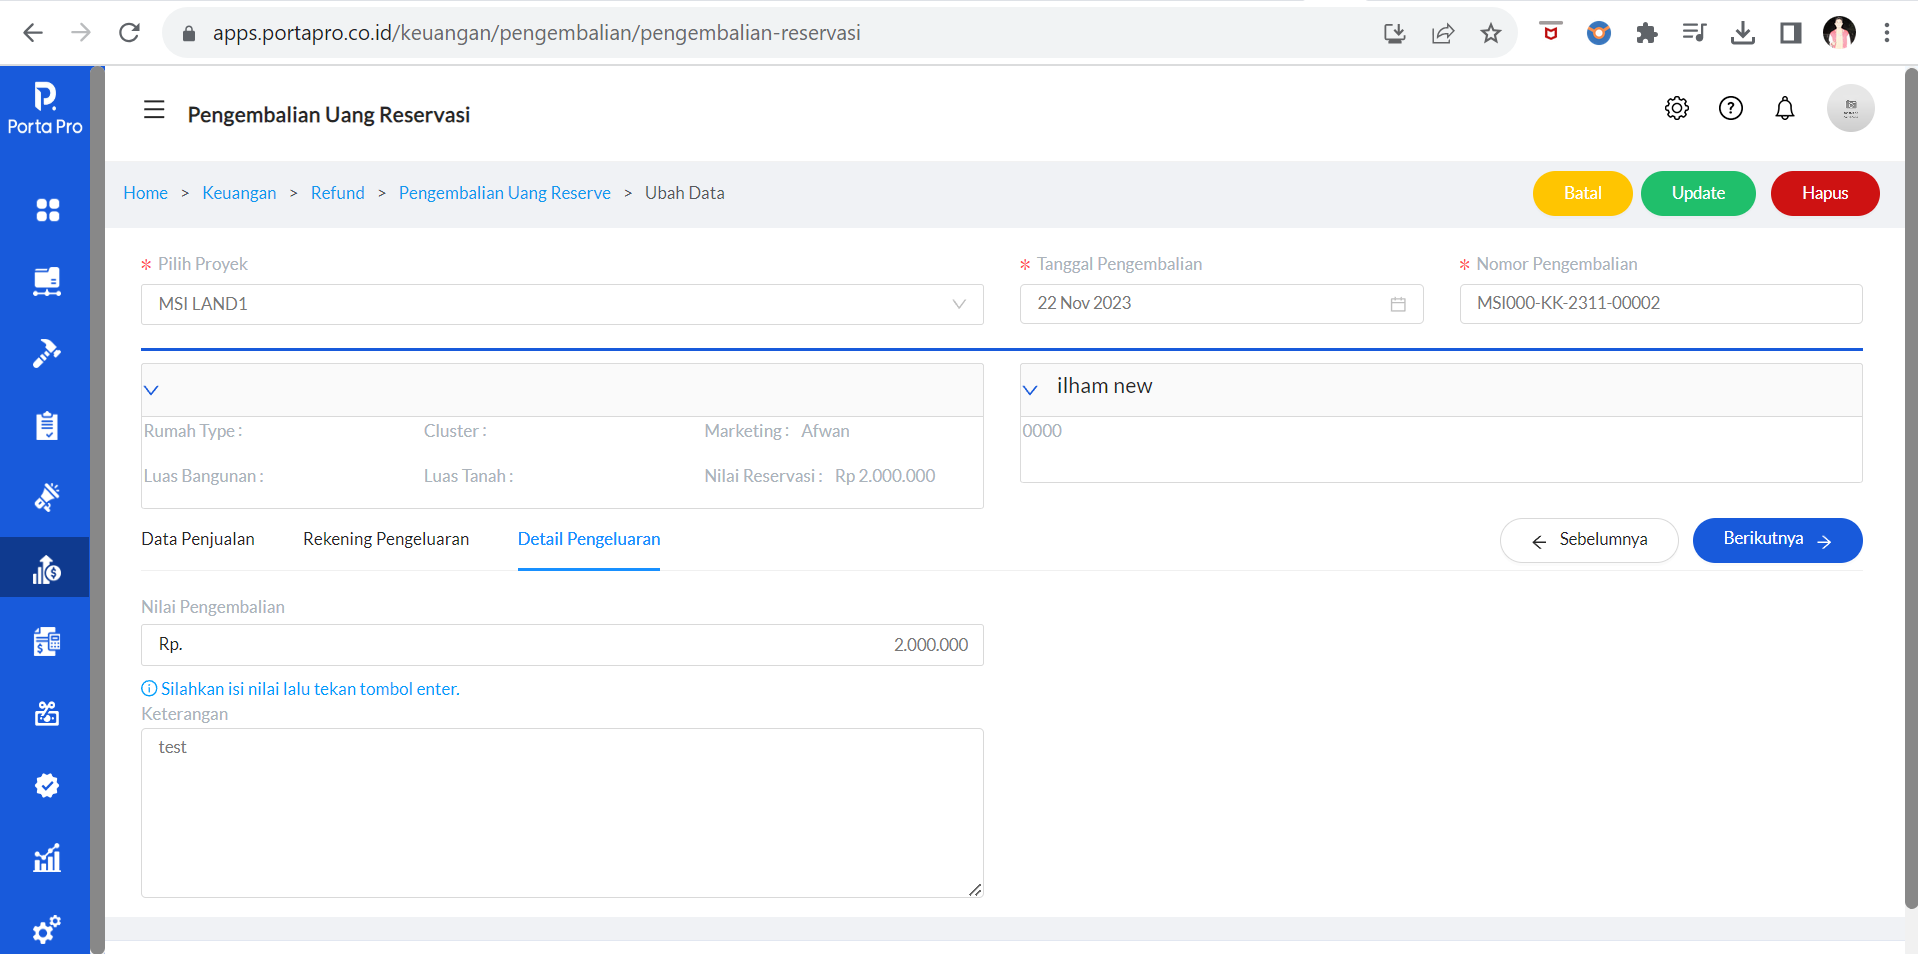 apps.portapro.co.id/keuangan/pengembalian/pengembalian-reservasi
Porta Pro
Pengembalian Uang Reservasi
Home > Keuangan > Refund > Pengembalian Uang Reserve > Ubah Data
Batal
Update
Hapus
* Pilih Proyek
* Tanggal Pengembalian
* Nomor Pengembalian
MSI LAND1
22 Nov 2023
MSI000-KK-2311-00002
ilham new
Rumah Type :
Cluster :
Marketing : Afwan
0000
Luas Bangunan :
Luas Tanah :
Nilai Reservasi : Rp 2.000.000
Data Penjualan
Rekening Pengeluaran
Detail Pengeluaran
Sebelumnya
Berikutnya
Nilai Pengembalian
Rp. 2.000.000
Silahkan isi nilai lalu tekan tombol enter.
Keterangan
test